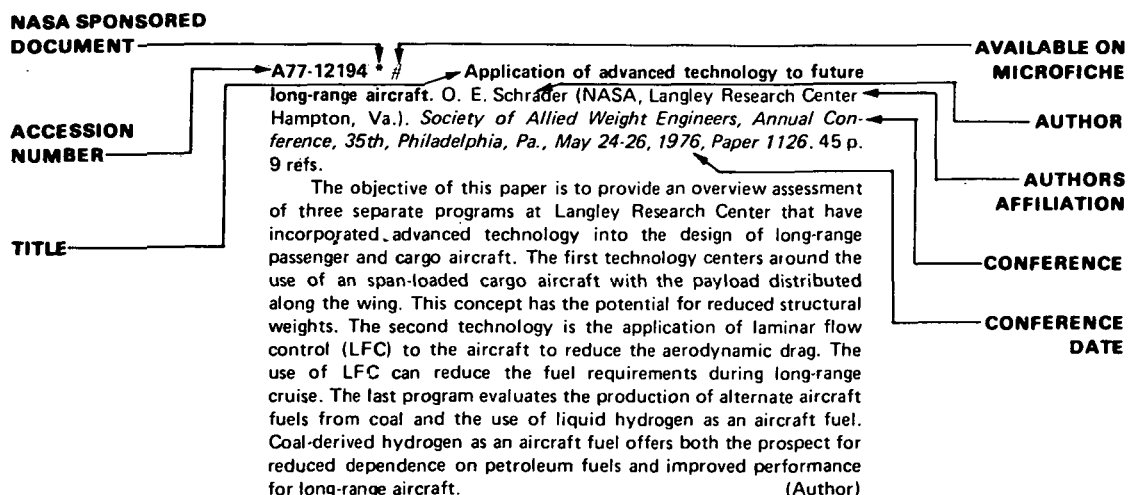 NASA SPONSORED
DOCUMENT
AVAILABLE ON
MICROFICHE
ACCESSION
NUMBER
AUTHOR
AUTHORS
AFFILIATION
TITLE
CONFERENCE
CONFERENCE
DATE
A77-12194 * # Application of advanced technology to future
long-range aircraft. O. E. Schrader (NASA, Langley Research Center
Hampton, Va.). Society of Allied Weight Engineers, Annual Con-
ference, 35th, Philadelphia, Pa., May 24-26, 1976, Paper 1126. 45 p.
9 refs.
The objective of this paper is to provide an overview assessment
of three separate programs at Langley Research Center that have
incorporated advanced technology into the design of long-range
passenger and cargo aircraft. The first technology centers around the
use of an span-loaded cargo aircraft with the payload distributed
along the wing. This concept has the potential for reduced structural
weights. The second technology is the application of laminar flow
control (LFC) to the aircraft to reduce the aerodynamic drag. The
use of LFC can reduce the fuel requirements during long-range
cruise. The last program evaluates the production of alternate aircraft
fuels from coal and the use of liquid hydrogen as an aircraft fuel.
Coal-derived hydrogen as an aircraft fuel offers both the prospect for
reduced dependence on petroleum fuels and improved performance
for long-range aircraft. (Author)